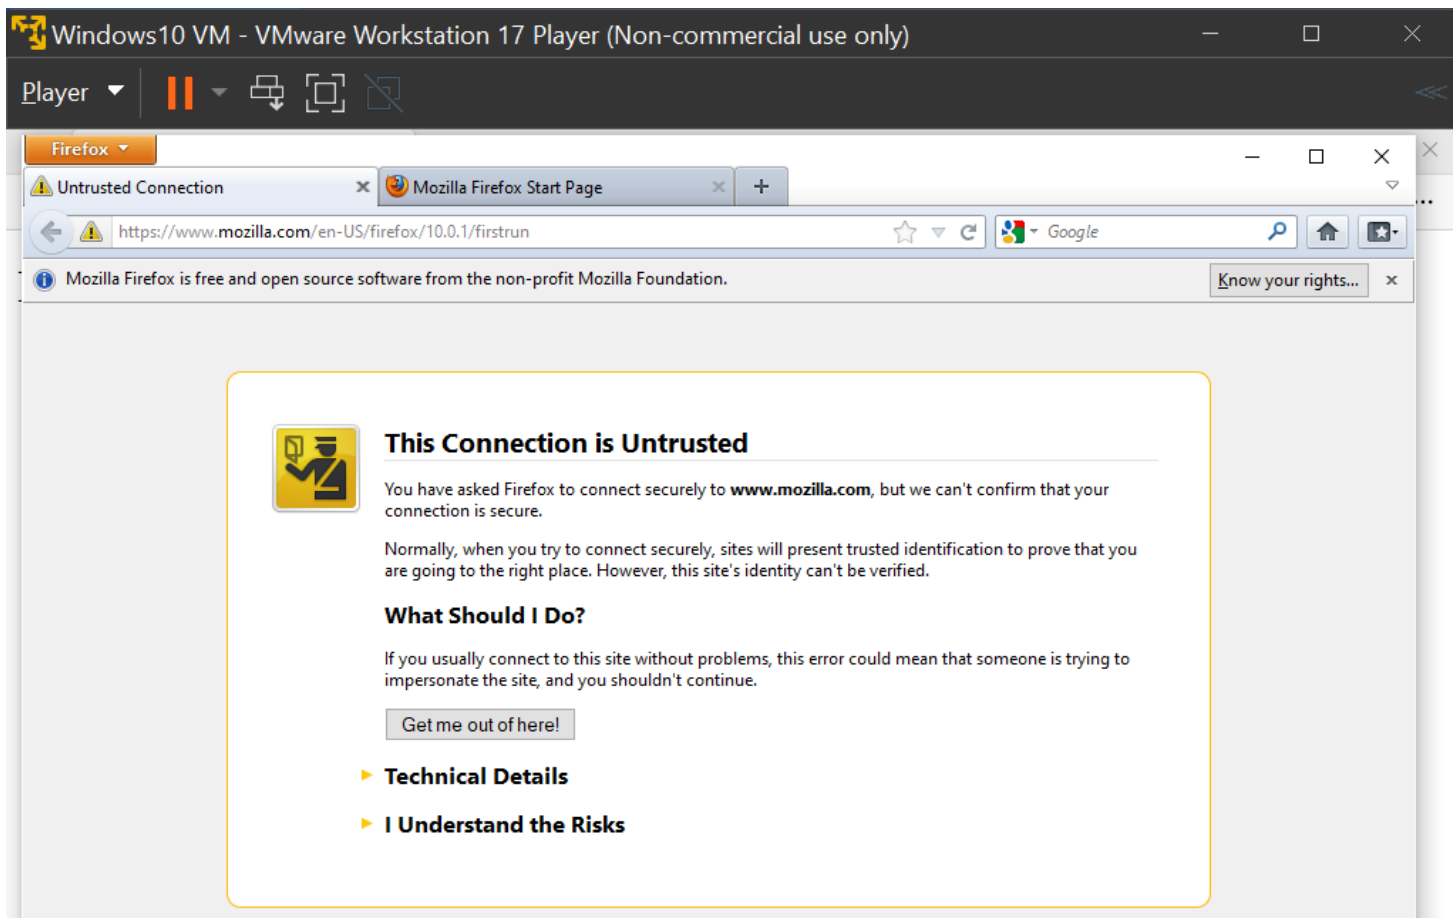 Windows10 VM - VMware Workstation 17 Player (Non-commercial use only)
Player
Firefox
Untrusted Connection
Mozilla Firefox Start Page
https://www.mozilla.com/en-US/firefox/10.0.1/firstrun
Google
Mozilla Firefox is free and open source software from the non-profit Mozilla Foundation.
Know your rights...
This Connection is Untrusted
You have asked Firefox to connect securely to www.mozilla.com, but we can't confirm that your
connection is secure.
Normally, when you try to connect securely, sites will present trusted identification to prove that you
are going to the right place. However, this site's identity can't be verified.
What Should I Do?
If you usually connect to this site without problems, this error could mean that someone is trying to
impersonate the site, and you shouldn't continue.
Get me out of here!
Technical Details
I Understand the Risks